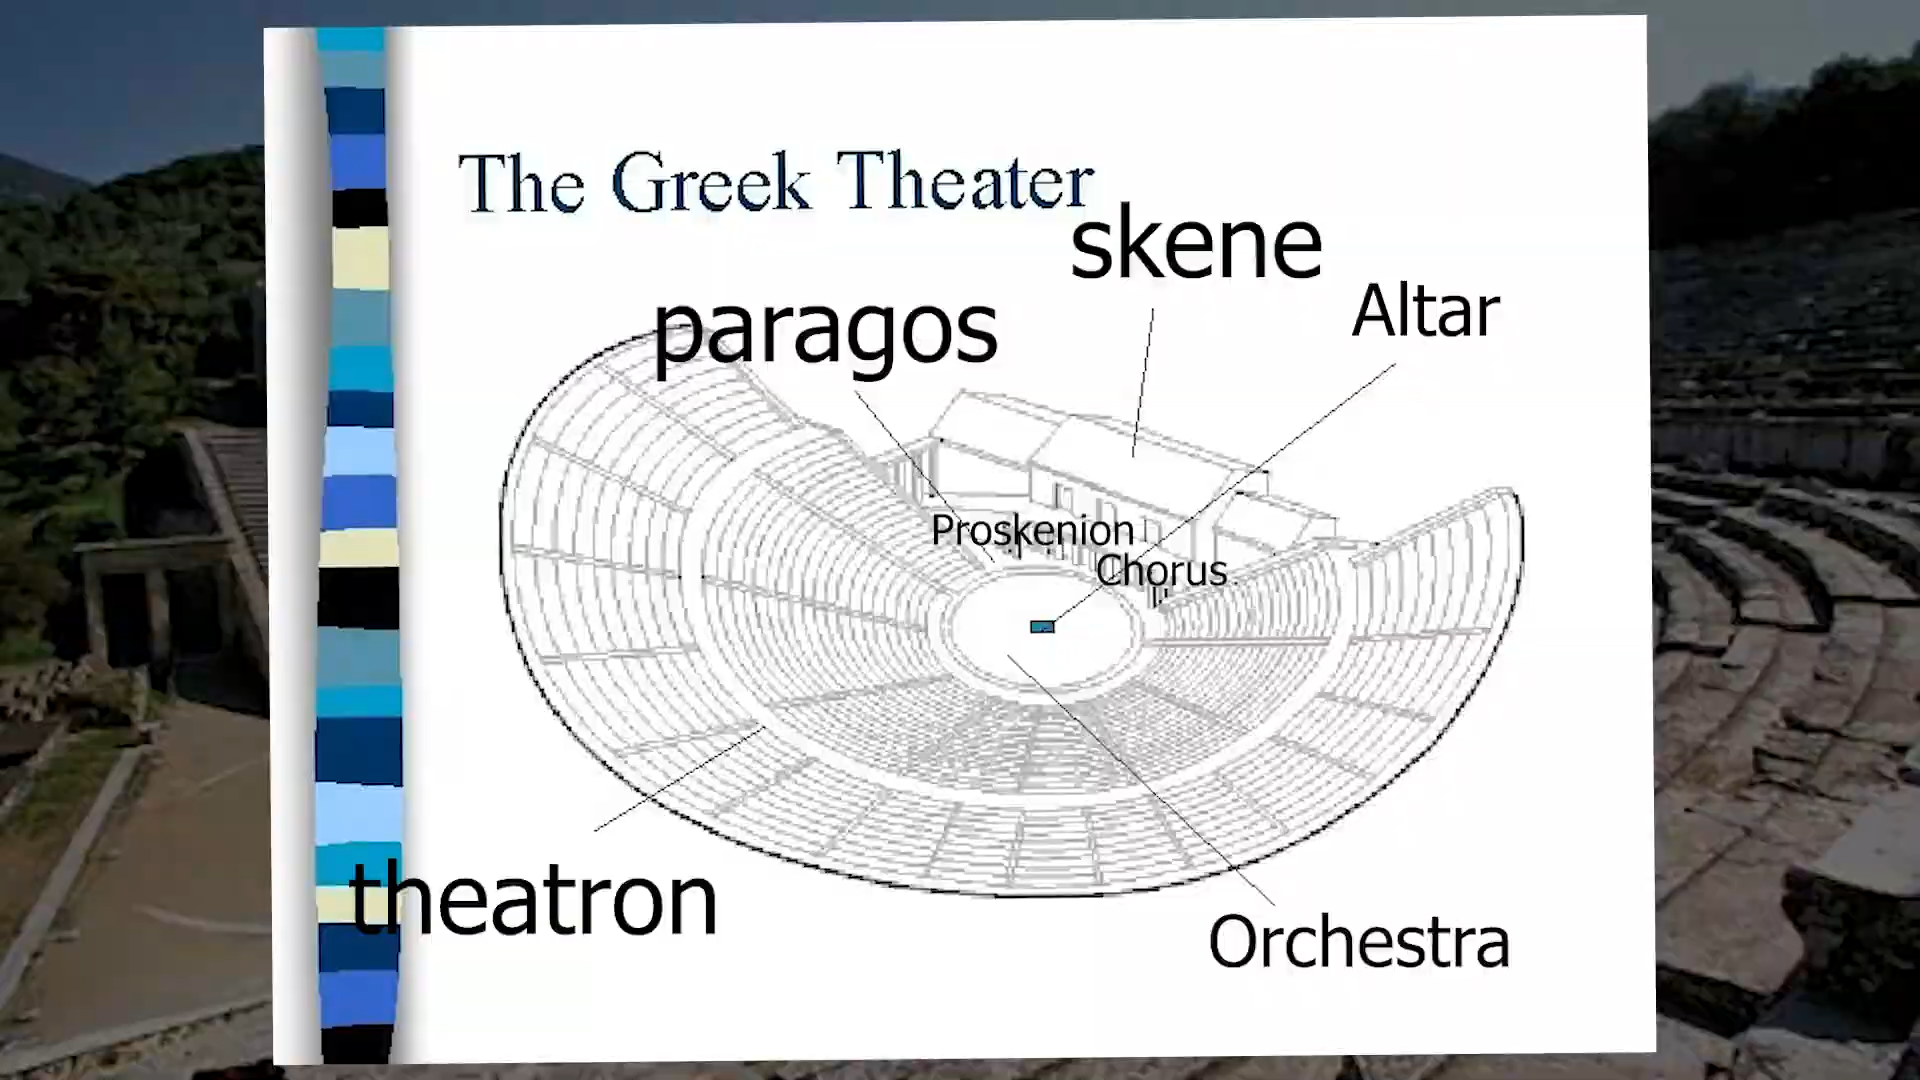 The Greek Theater
skene
Altar
paragos
Proskenion
Chorus
theatron
Orchestra